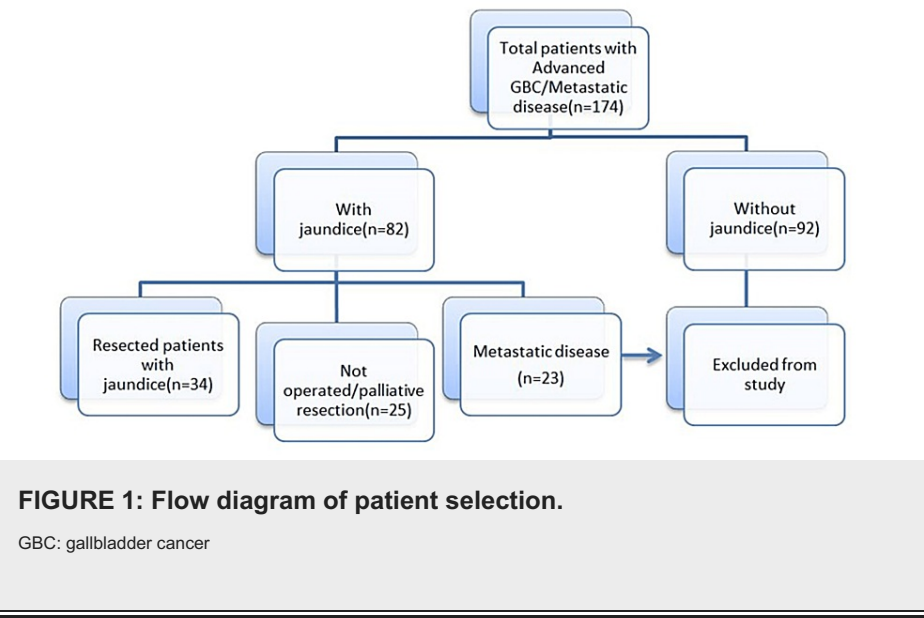 Total patients with
Advanced
GBC/Metastatic
disease(n=174)
With
jaundice(n=82)
Without
jaundice(n=92)
Resected patients
with
jaundice(n=34)
Not
operated/palliative
resection(n=25)
Metastatic disease
(n=23)
Excluded from
study
FIGURE 1: Flow diagram of patient selection.
GBC: gallbladder cancer